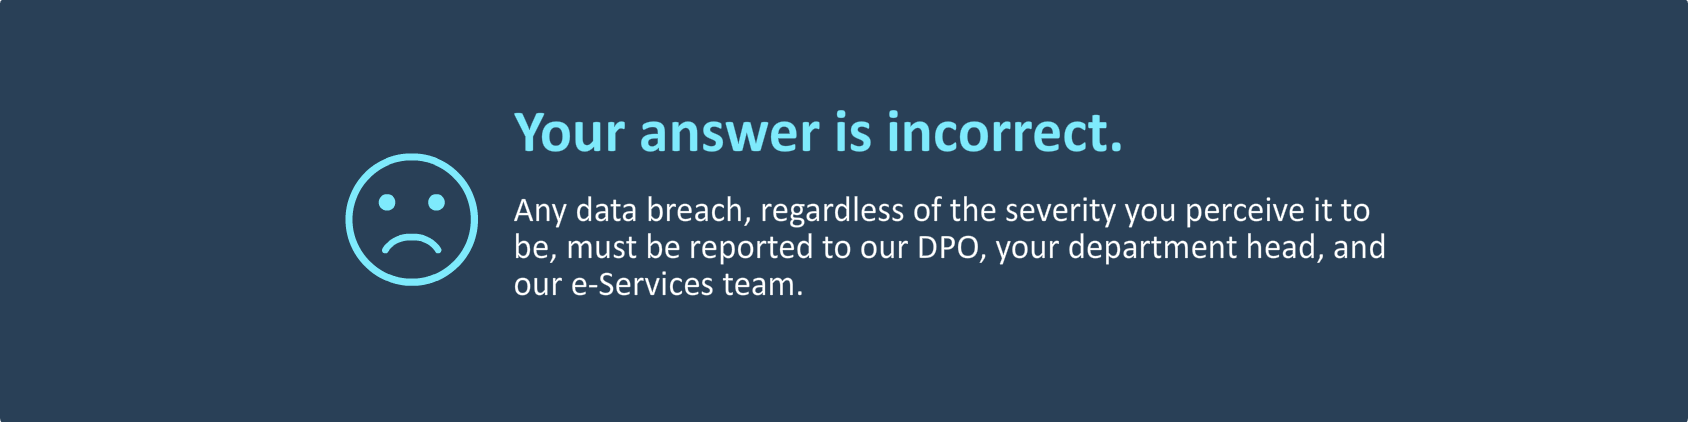 Your answer is incorrect.
Any data breach, regardless of the severity you perceive it to
be, must be reported to our DPO, your department head, and
our e-Services team.